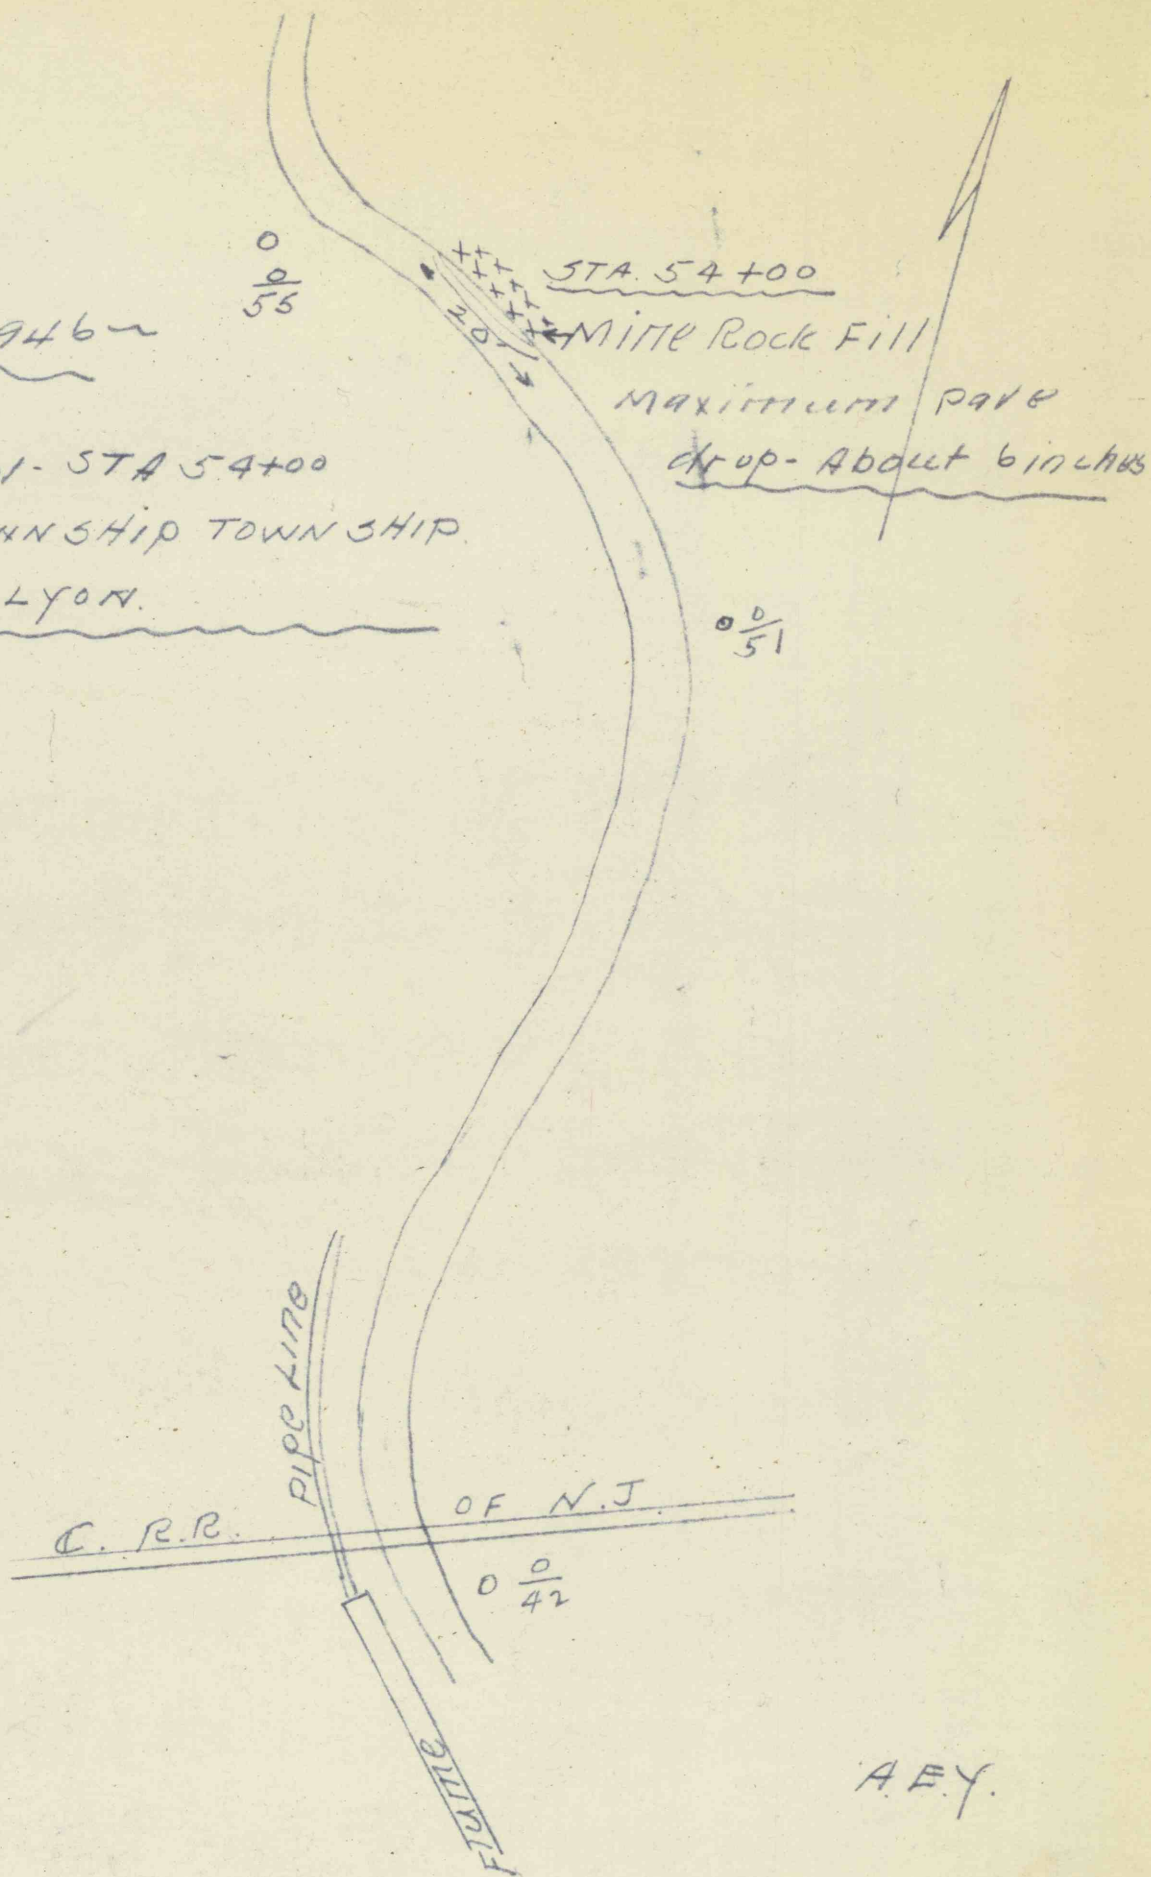 946
1- STA 54+00
WNSHIP TOWNSHIP.
LYON.
0
0
55
20'
STA. 54+00
Mine Rock Fill
Maximum pave
drop- About 6 inches
0 0
51
PIPE LINE
C. R.R. OF N.J.
0 0
42
Flume
A.E.Y.